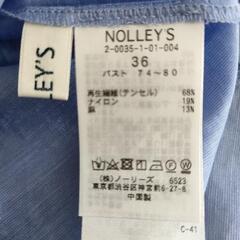 NOLLEY'S
NOLLEY'S
2-0035-1-01-004
36
バスト 74~80
再生繊維(テンセル) 68%
ナイロン 19%
麻 13%
(株)ノーリーズ 6523
東京都渋谷区神宮前6-27-8
中国製
C-41